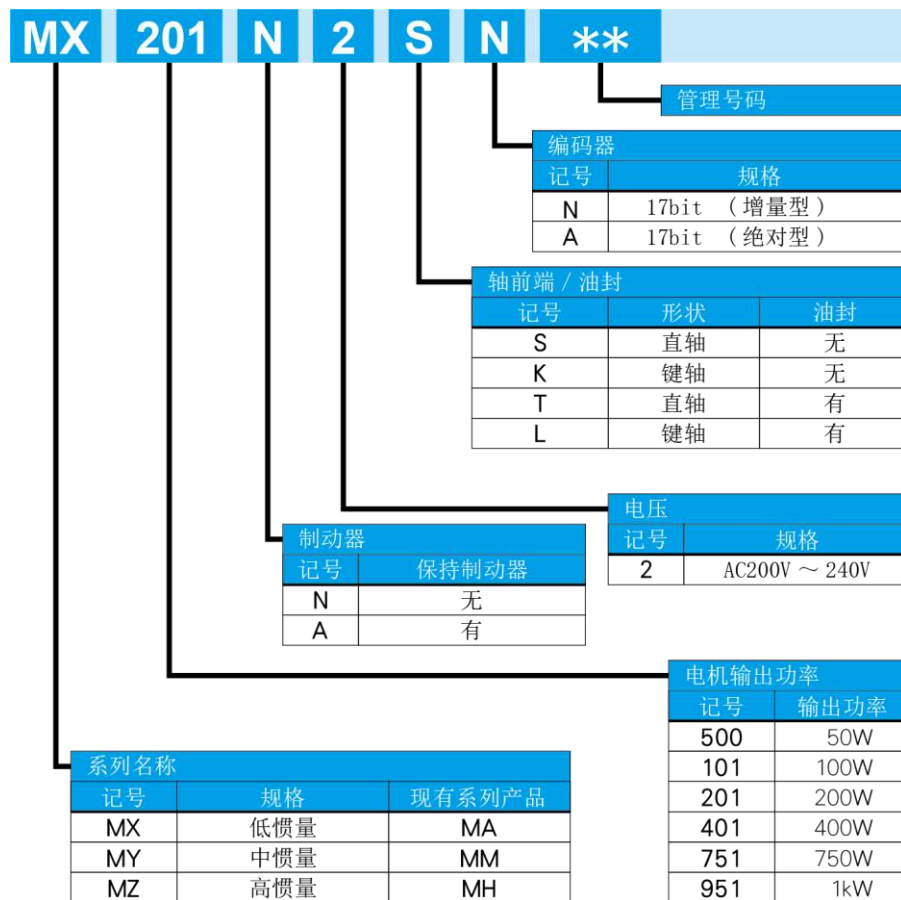 MX 201 N 2 S N **
管理号码
编码器
记号 规格
N 17bit （增量型）
A 17bit （绝对型）
轴前端 / 油封
记号 形状 油封
S 直轴 无
K 键轴 无
T 直轴 有
L 键轴 有
电压
记号 规格
2 AC200V ～ 240V
制动器
记号 保持制动器
N 无
A 有
电机输出功率
记号 输出功率
500 50W
101 100W
201 200W
401 400W
751 750W
951 1kW
系列名称
记号 规格 现有系列产品
MX 低惯量 MA
MY 中惯量 MM
MZ 高惯量 MH